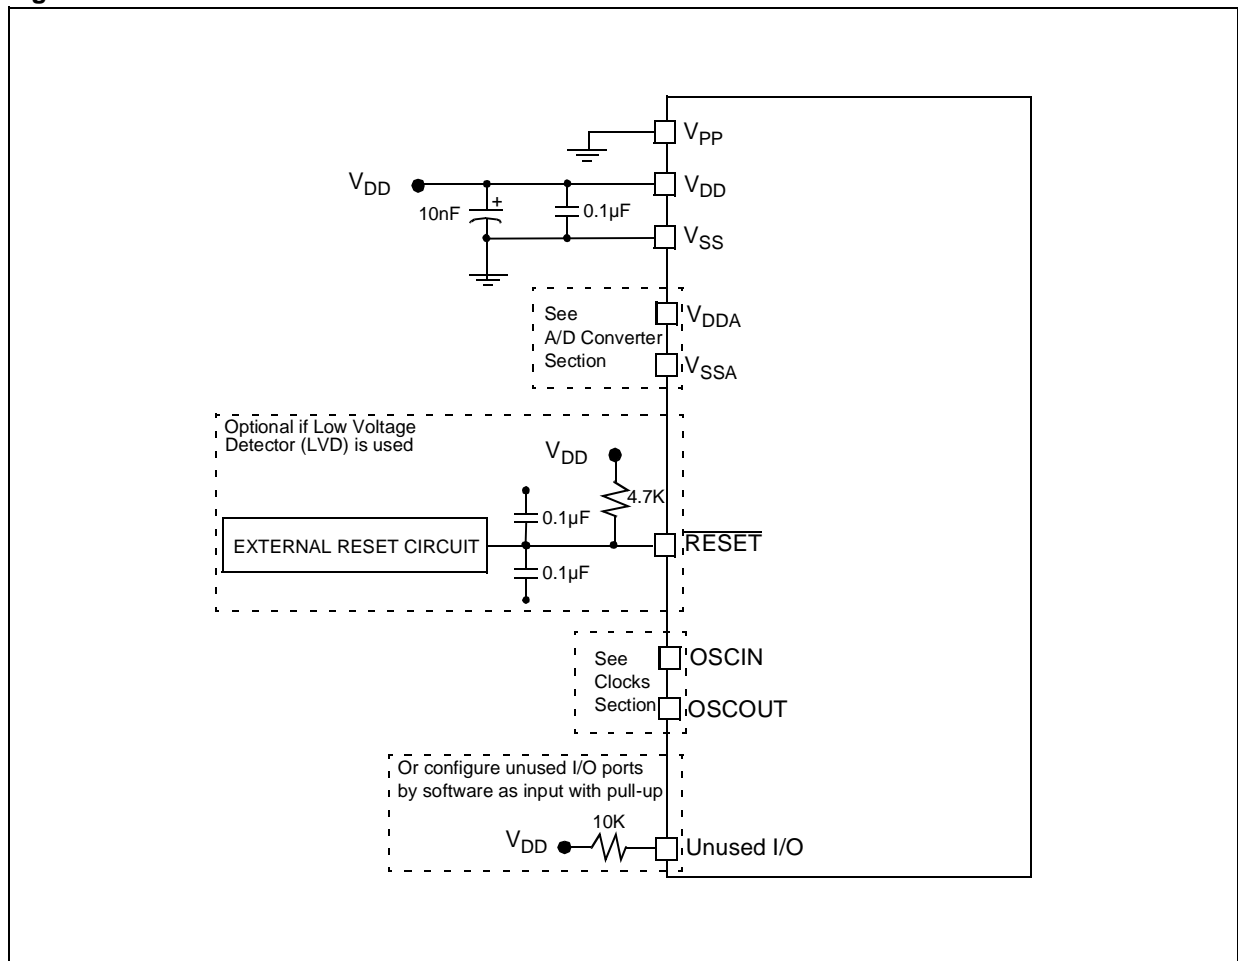 V_PP
V_DD
V_DD
10nF
+
0.1µF
V_SS
See
A/D Converter
Section
V_DDA
V_SSA
Optional if Low Voltage
Detector (LVD) is used
V_DD
4.7K
0.1µF
EXTERNAL RESET CIRCUIT
RESET
0.1µF
See
Clocks
Section
OSCIN
OSCOUT
Or configure unused I/O ports
by software as input with pull-up
10K
V_DD
Unused I/O